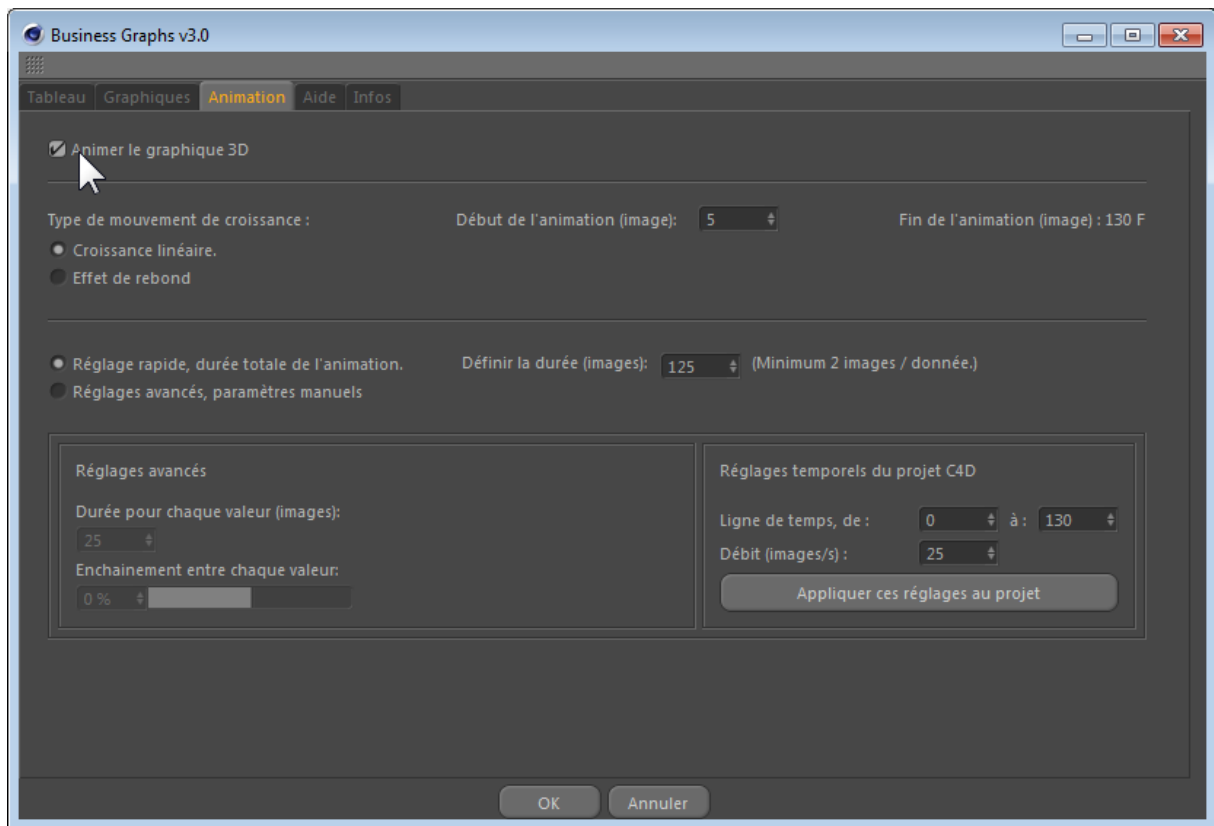 Business Graphs v3.0
Tableau Graphiques Animation Aide Infos
Animer le graphique 3D
Type de mouvement de croissance : Début de l'animation (image): 5 Fin de l'animation (image) : 130 F
Croissance linéaire.
Effet de rebond
Réglage rapide, durée totale de l'animation. Définir la durée (images): 125 (Minimum 2 images / donnée.)
Réglages avancés, paramètres manuels
Réglages avancés
Durée pour chaque valeur (images):
25
Enchainement entre chaque valeur:
0 %
Réglages temporels du projet C4D
Ligne de temps, de : 0 à : 130
Débit (images/s) : 25
Appliquer ces réglages au projet
OK Annuler